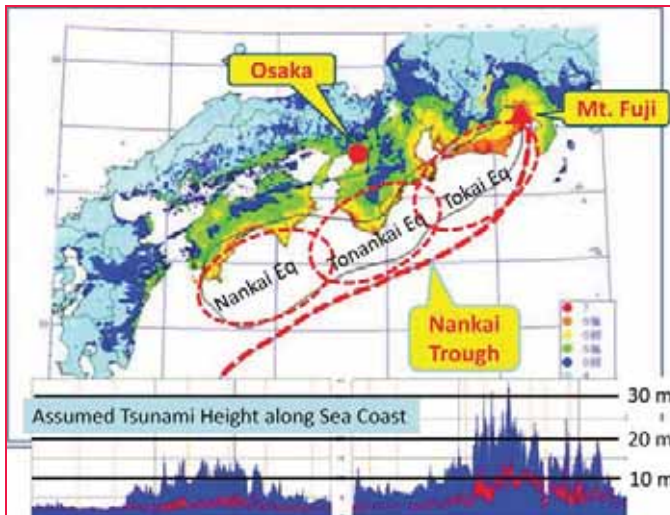 Osaka
Mt. Fuji
Tokai Eq
Tonankai Eq
Nankai Eq
Nankai
Trough
Assumed Tsunami Height along Sea Coast
30 m
20 m
10 m